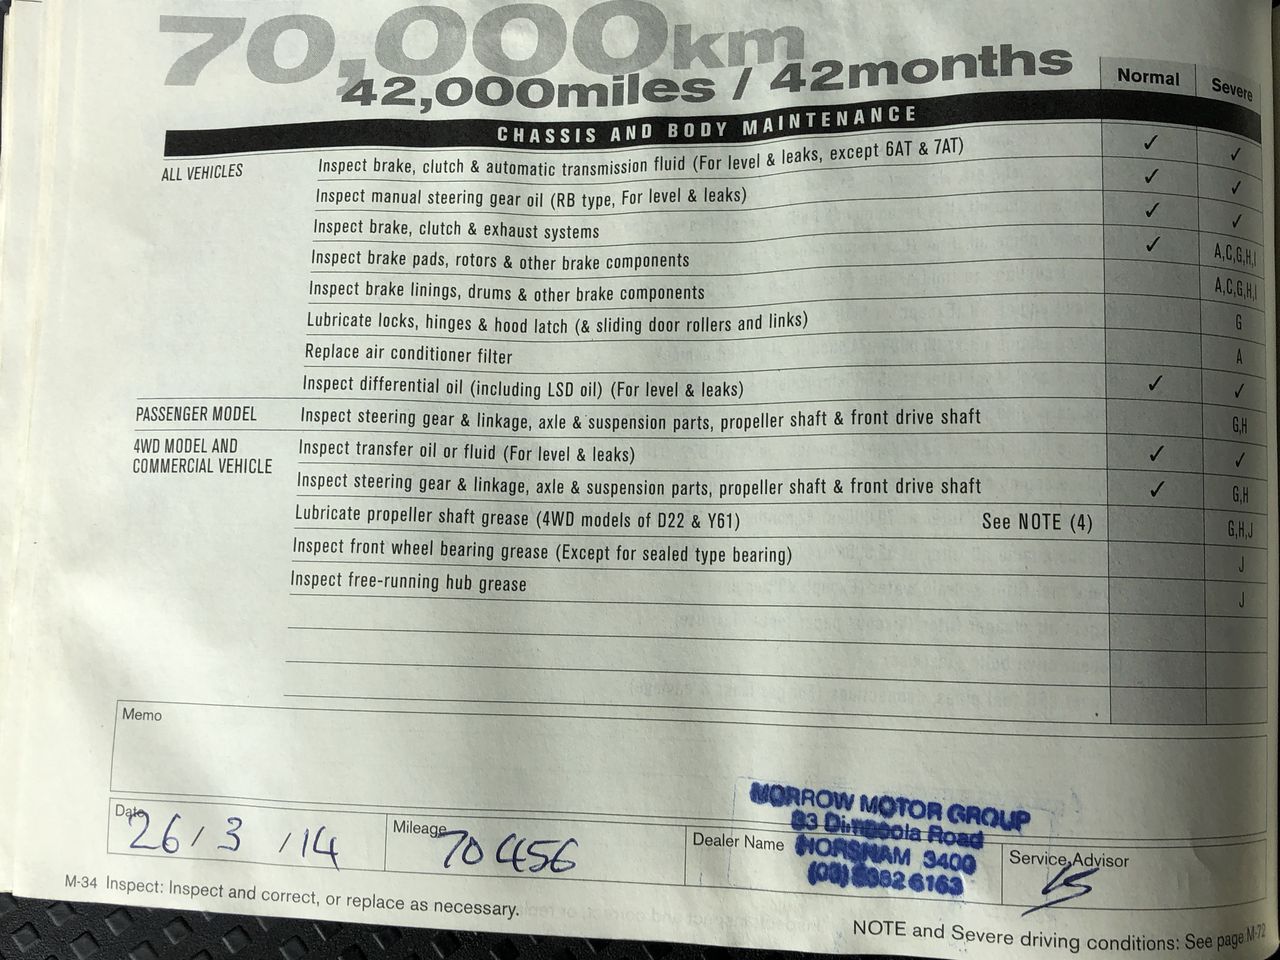 70,000km
42,000miles / 42months
Normal Severe
CHASSIS AND BODY MAINTENANCE
ALL VEHICLES Inspect brake, clutch & automatic transmission fluid (For level & leaks, except 6AT & 7AT) ✓ ✓
Inspect manual steering gear oil (RB type, For level & leaks) ✓ ✓
Inspect brake, clutch & exhaust systems ✓ ✓
Inspect brake pads, rotors & other brake components ✓ A,C,G,H,I
Inspect brake linings, drums & other brake components A,C,G,H,I
Lubricate locks, hinges & hood latch (& sliding door rollers and links) G
Replace air conditioner filter A
Inspect differential oil (including LSD oil) (For level & leaks) ✓ ✓
PASSENGER MODEL Inspect steering gear & linkage, axle & suspension parts, propeller shaft & front drive shaft G,H
4WD MODEL AND COMMERCIAL VEHICLE Inspect transfer oil or fluid (For level & leaks) ✓ ✓
Inspect steering gear & linkage, axle & suspension parts, propeller shaft & front drive shaft ✓ G,H
Lubricate propeller shaft grease (4WD models of D22 & Y61) See NOTE (4) G,H,J
Inspect front wheel bearing grease (Except for sealed type bearing) J
Inspect free-running hub grease J
Memo
Date 26/3/14
Mileage 70 456
Dealer Name
MORROW MOTOR GROUP
83 Dimboola Road
HORSHAM 3400
(03) 5382 6163
Service Advisor
M-34 Inspect: Inspect and correct, or replace as necessary.
NOTE and Severe driving conditions: See page M-72